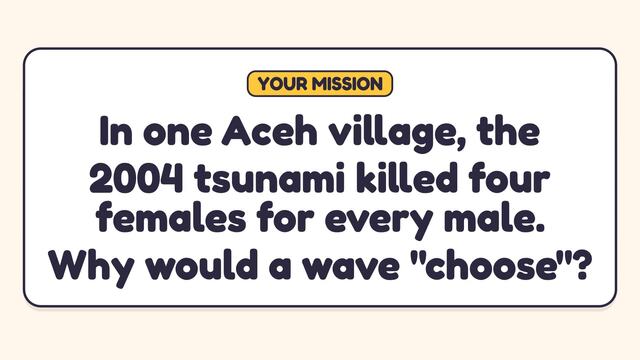 YOUR MISSION
In one Aceh village, the
2004 tsunami killed four
females for every male.
Why would a wave "choose"?